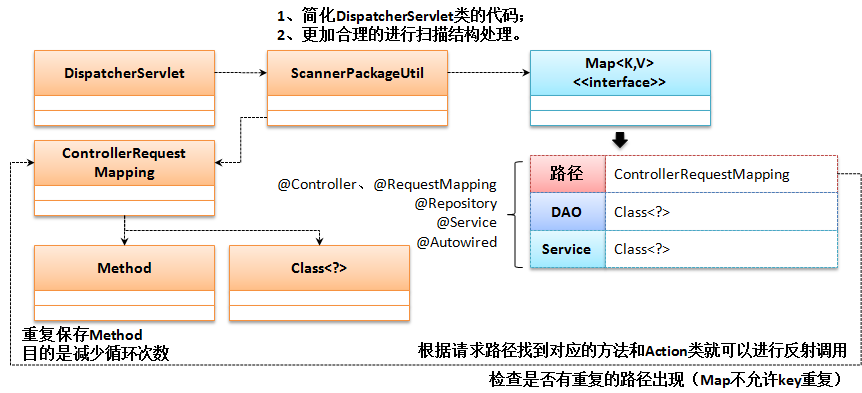 1、简化DispatcherServlet类的代码；
2、更加合理的进行扫描结构处理。
DispatcherServlet
ScannerPackageUtil
Map<K,V>
<<interface>>
ControllerRequest
Mapping
@Controller、@RequestMapping
@Repository
@Service
@Autowired
路径 ControllerRequestMapping
DAO Class<?>
Service Class<?>
Method
Class<?>
重复保存Method
目的是减少循环次数
根据请求路径找到对应的方法和Action类就可以进行反射调用
检查是否有重复的路径出现（Map不允许key重复）